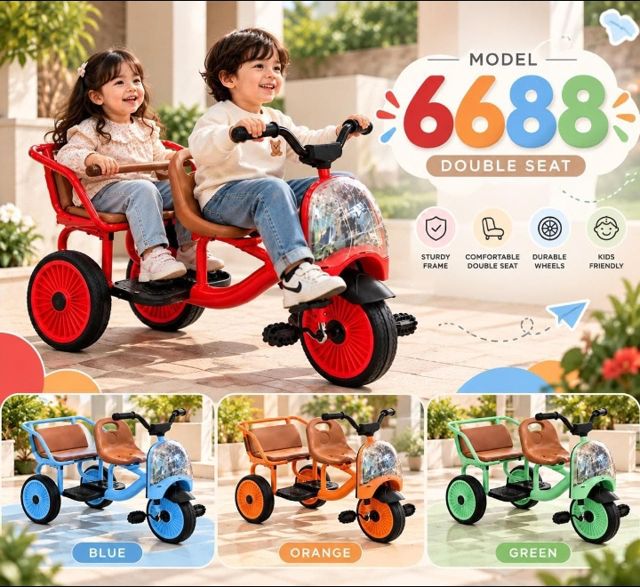 MODEL
6688
DOUBLE SEAT
STURDY
FRAME
COMFORTABLE
DOUBLE SEAT
DURABLE
WHEELS
KIDS
FRIENDLY
BLUE
ORANGE
GREEN